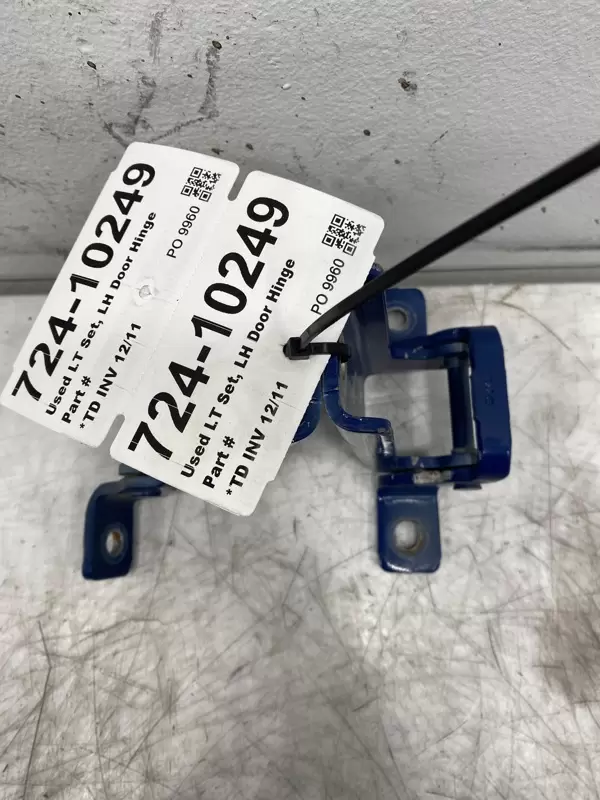 724-10249
Used LT Set, LH Door Hinge
Part #
*TD INV 12/11
PO 9960
724-10249
Used LT Set, LH Door Hinge
Part #
*TD INV 12/11
PO 9960